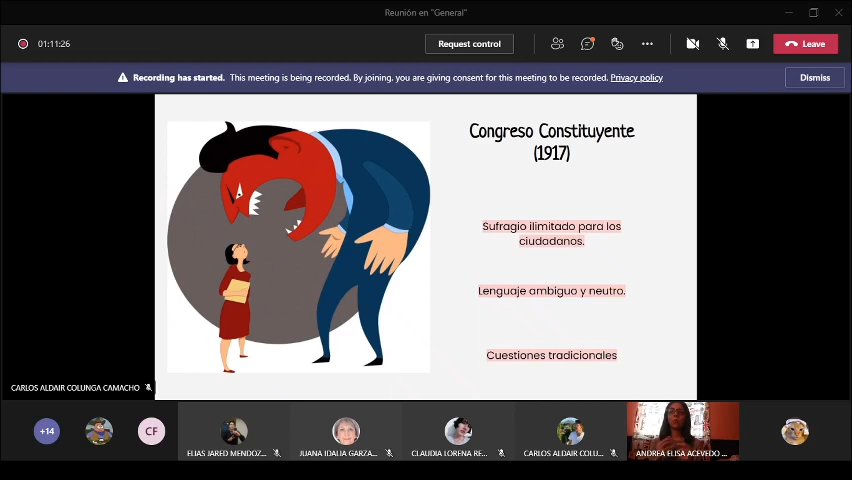 Reunión en "General"
01:11:26
Request control
Leave
Recording has started. This meeting is being recorded. By joining, you are giving consent for this meeting to be recorded. Privacy policy
Dismiss
Congreso Constituyente
(1917)
Sufragio ilimitado para los
ciudadanos.
Lenguaje ambiguo y neutro.
Cuestiones tradicionales
CARLOS ALDAIR COLUNGA CAMACHO
+14
CF
ELIAS JARED MENDOZ...
JUANA IDALIA GARZA...
CLAUDIA LORENA RE...
CARLOS ALDAIR COLU...
ANDREA ELISA ACEVEDO ...